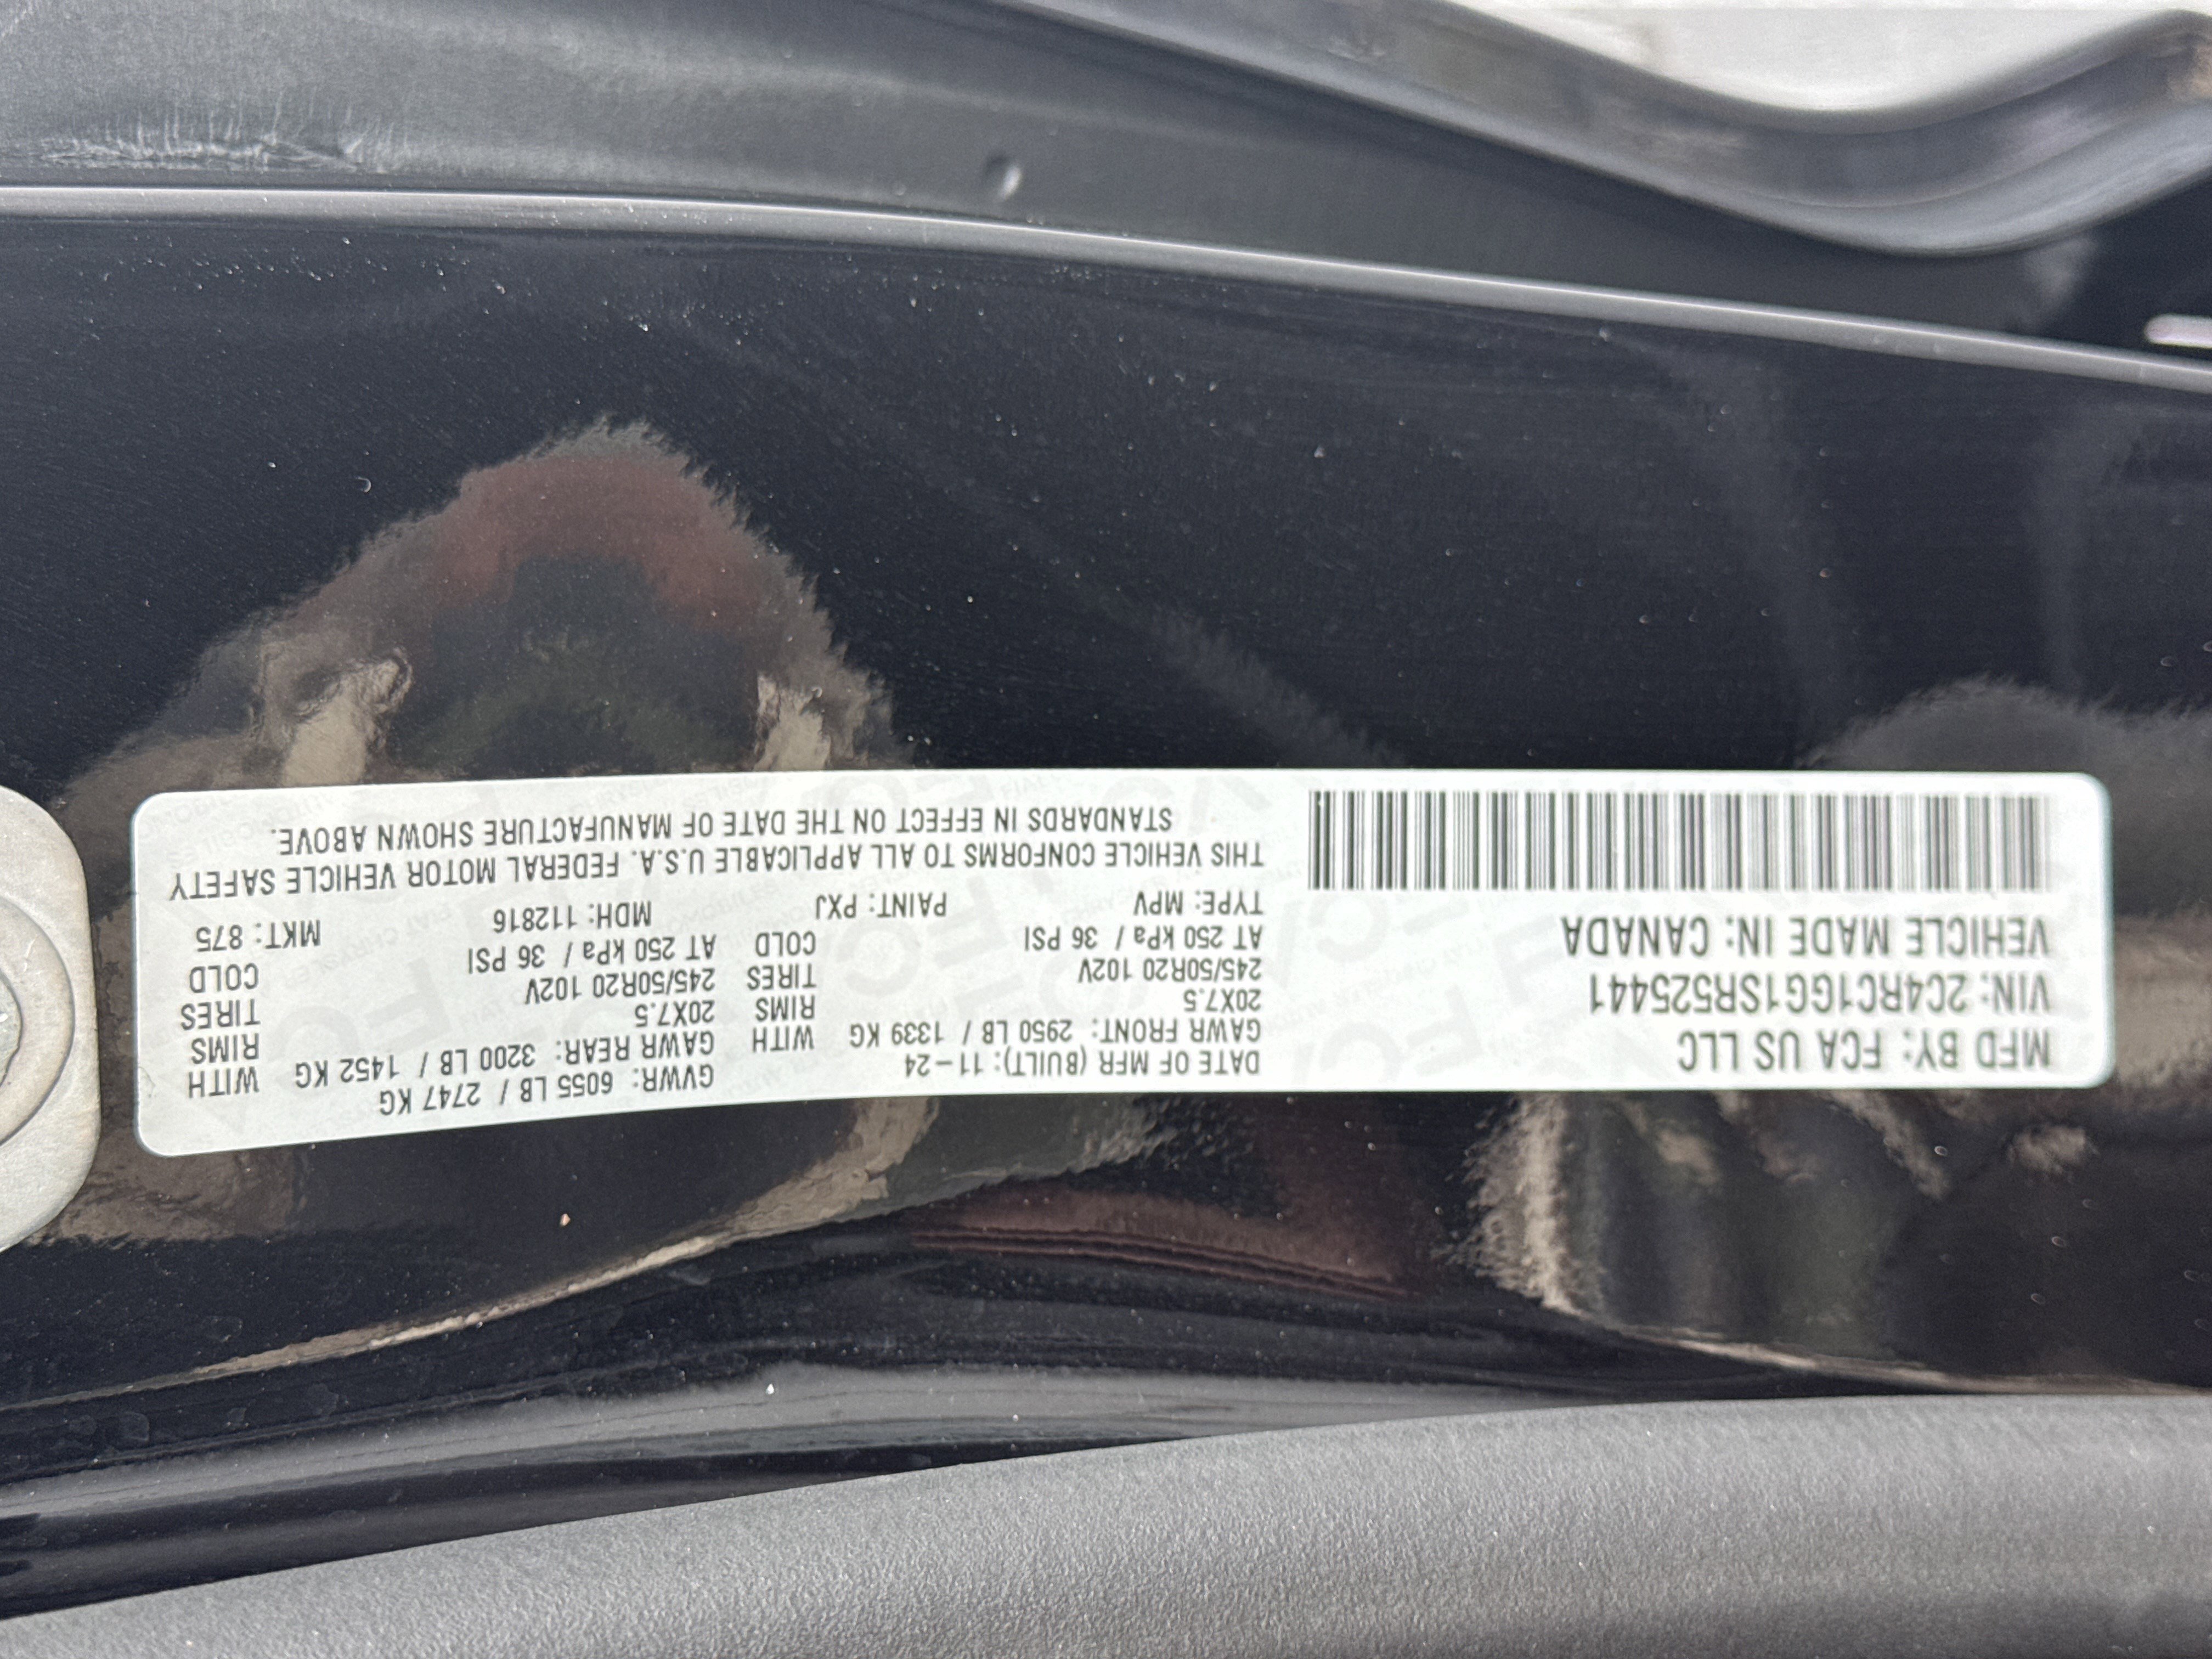 MFD BY: FCA US LLC
VIN: 2C4RC1GG1SR525441
VEHICLE MADE IN: CANADA
DATE OF MFR (BUILT): 11-24
GAWR FRONT: 2950 LB / 1339 KG WITH
20X7.5 RIMS
245/50R20 102V TIRES
AT 250 kPa / 36 PSI COLD
TYPE: MPV PAINT: PXJ
GVWR: 6055 LB / 2747 KG
GAWR REAR: 3200 LB / 1452 KG WITH
20X7.5 RIMS
245/50R20 102V TIRES
AT 250 kPa / 36 PSI COLD
MDH: 112816 MKT: 875
THIS VEHICLE CONFORMS TO ALL APPLICABLE U.S.A. FEDERAL MOTOR VEHICLE SAFETY
STANDARDS IN EFFECT ON THE DATE OF MANUFACTURE SHOWN ABOVE.